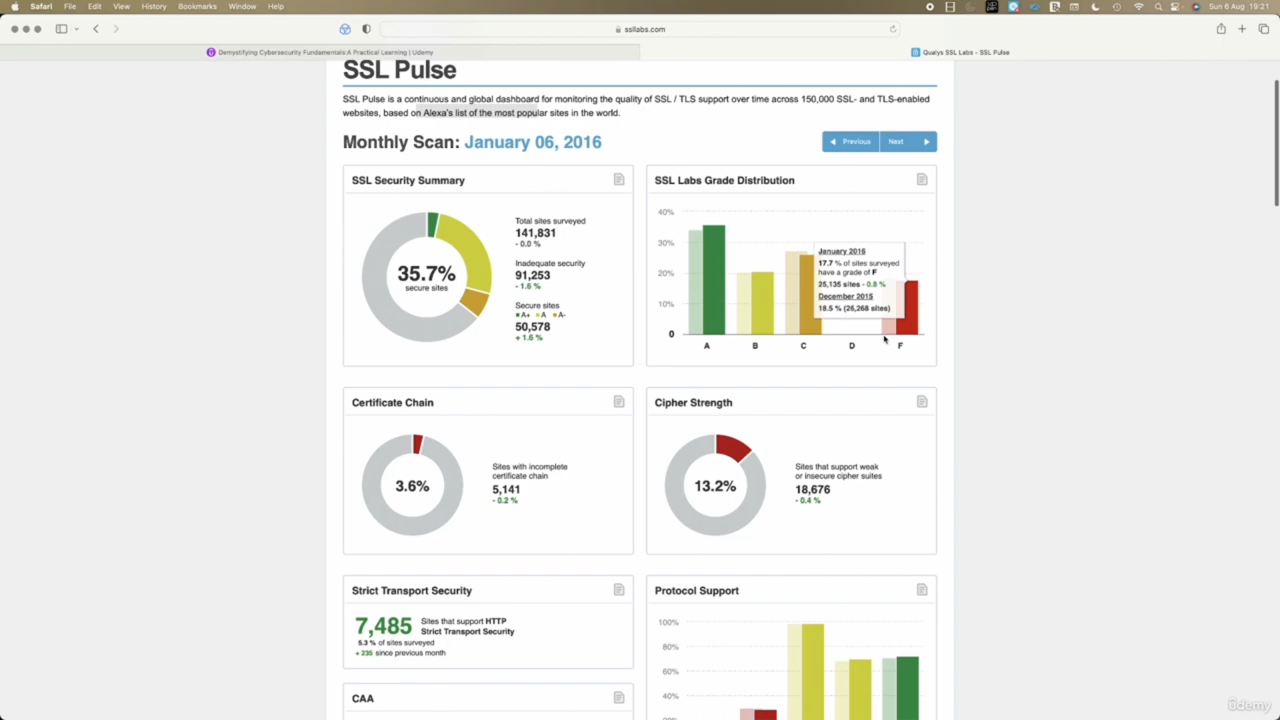 Safari File Edit View History Bookmarks Window Help
Sun 6 Aug 19:21
ssllabs.com
Demystifying Cybersecurity Fundamentals:A Practical Learning | Udemy
Qualys SSL Labs - SSL Pulse
SSL Pulse
SSL Pulse is a continuous and global dashboard for monitoring the quality of SSL / TLS support over time across 150,000 SSL- and TLS-enabled
websites, based on Alexa's list of the most popular sites in the world.
Monthly Scan: January 06, 2016
Previous Next
SSL Security Summary
35.7%
secure sites
Total sites surveyed
141,831
- 0.0 %
Inadequate security
91,253
- 1.6 %
Secure sites
A+ A A-
50,578
+ 1.6 %
SSL Labs Grade Distribution
40%
30%
20%
10%
0
A B C D F
January 2016
17.7 % of sites surveyed
have a grade of F
25,135 sites - 0.8 %
December 2015
18.5 % (26,268 sites)
Certificate Chain
3.6%
Sites with incomplete
certificate chain
5,141
- 0.2 %
Cipher Strength
13.2%
Sites that support weak
or insecure cipher suites
18,676
- 0.4 %
Strict Transport Security
7,485
Sites that support HTTP
Strict Transport Security
5.3 % of sites surveyed
+ 235 since previous month
Protocol Support
100%
80%
60%
40%
CAA
ûdemy